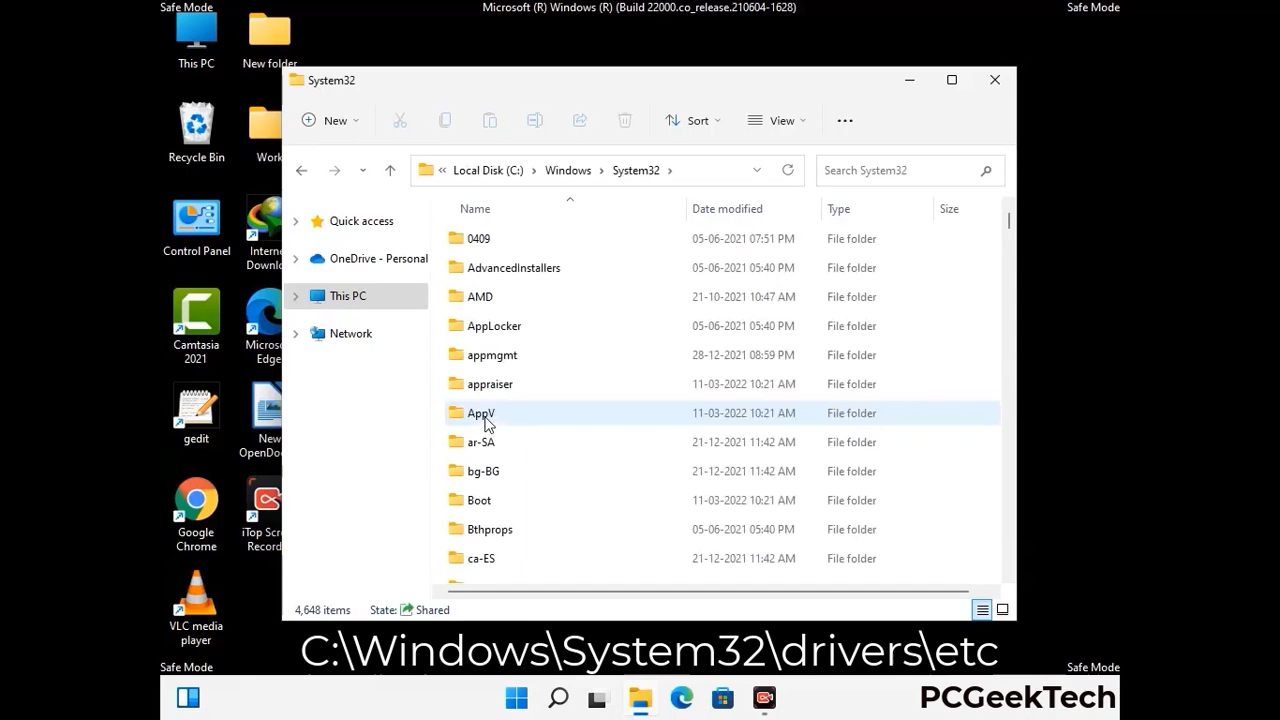 Safe Mode
Microsoft (R) Windows (R) (Build 22000.co_release.210604-1628)
Safe Mode
This PC
New folder
Recycle Bin
Work
Control Panel
Internet
Downlo
Camtasia
2021
Micros
Edge
gedit
New
OpenDoc
Google
Chrome
iTop Scre
Record
VLC media
player
System32
New
Sort
View
Local Disk (C:)
Windows
System32
Search System32
Quick access
OneDrive - Personal
This PC
Network
Name Date modified Type Size
0409 05-06-2021 07:51 PM File folder
AdvancedInstallers 05-06-2021 05:40 PM File folder
AMD 21-10-2021 10:47 AM File folder
AppLocker 05-06-2021 05:40 PM File folder
appmgmt 28-12-2021 08:59 PM File folder
appraiser 11-03-2022 10:21 AM File folder
AppV 11-03-2022 10:21 AM File folder
ar-SA 21-12-2021 11:42 AM File folder
bg-BG 21-12-2021 11:42 AM File folder
Boot 11-03-2022 10:21 AM File folder
Bthprops 05-06-2021 05:40 PM File folder
ca-ES 21-12-2021 11:42 AM File folder
4,648 items State: Shared
C:\Windows\System32\drivers\etc
Safe Mode
Safe Mode
PCGeekTech